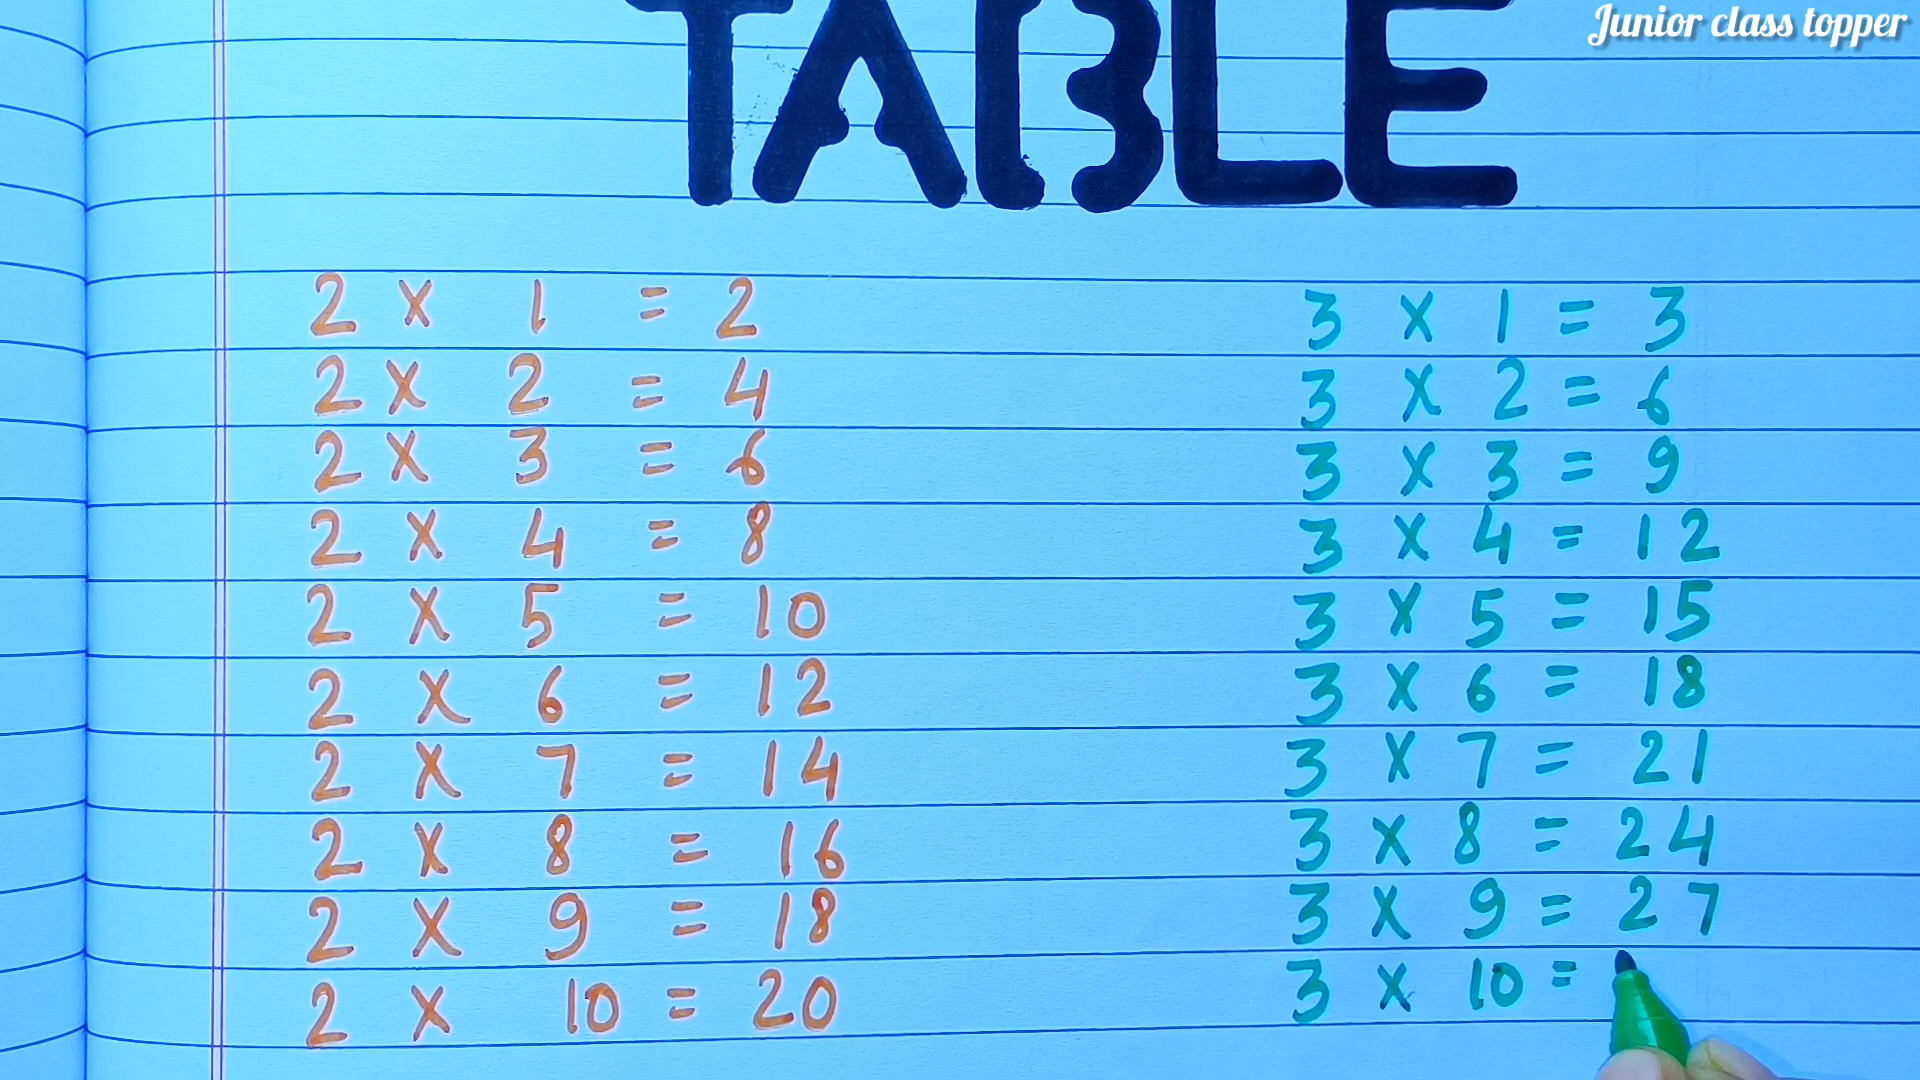 Junior class topper
TABLE
2 x 1 = 2
2 x 2 = 4
2 x 3 = 6
2 x 4 = 8
2 x 5 = 10
2 x 6 = 12
2 x 7 = 14
2 x 8 = 16
2 x 9 = 18
2 x 10 = 20
3 x 1 = 3
3 x 2 = 6
3 x 3 = 9
3 x 4 = 12
3 x 5 = 15
3 x 6 = 18
3 x 7 = 21
3 x 8 = 24
3 x 9 = 27
3 x 10 =